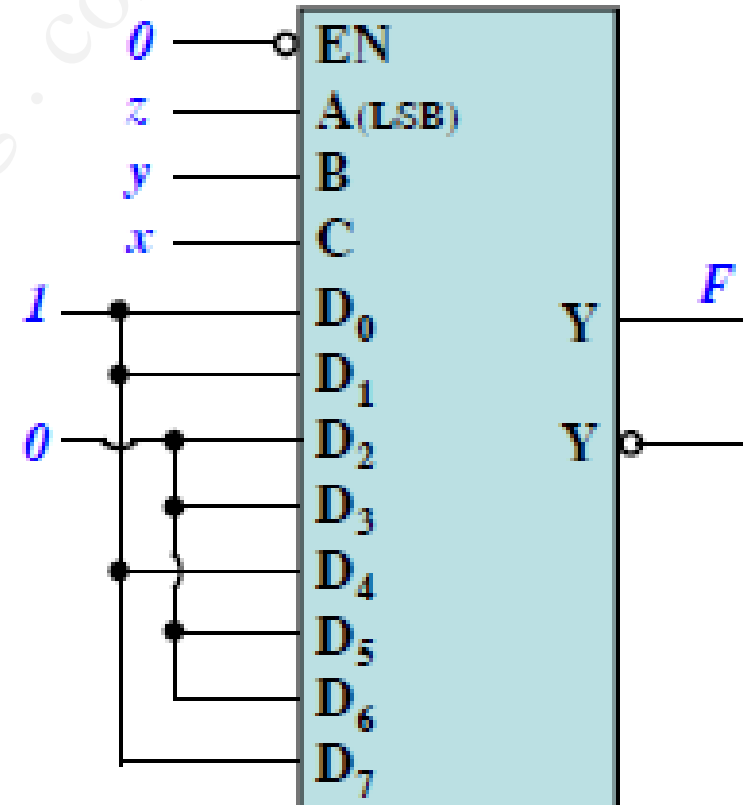 0 EN
z A(LSB)
y B
x C
1 D₀ Y F
D₁
0 D₂ Y
D₃
D₄
D₅
D₆
D₇